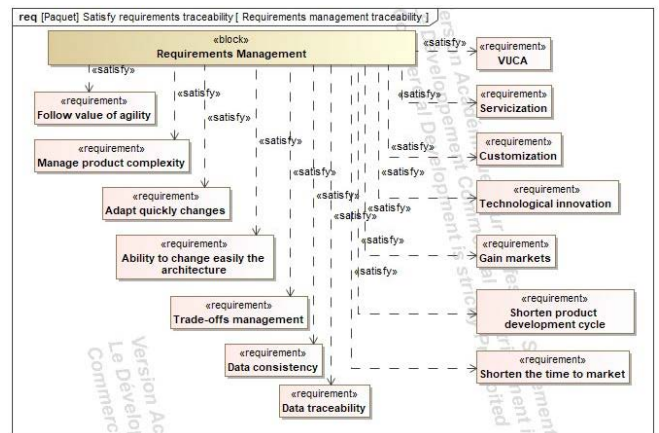 req [Paquet] Satisfy requirements traceability [ Requirements management traceability ]
«block»
Requirements Management
«satisfy»
«requirement»
VUCA
«satisfy»
«requirement»
Follow value of agility
«satisfy»
«satisfy»
«requirement»
Servicization
«satisfy»
«satisfy»
«requirement»
Manage product complexity
«satisfy»
«requirement»
Customization
«satisfy»
«satisfy»
«requirement»
Adapt quickly changes
«satisfy»
«satisfy»
«requirement»
Technological innovation
«satisfy»
«satisfy»
«satisfy»
«requirement»
Ability to change easily the
architecture
«satisfy»
«requirement»
Gain markets
«satisfy»
«requirement»
Trade-offs management
«requirement»
Shorten product
development cycle
«requirement»
Data consistency
«requirement»
Shorten the time to market
«requirement»
Data traceability